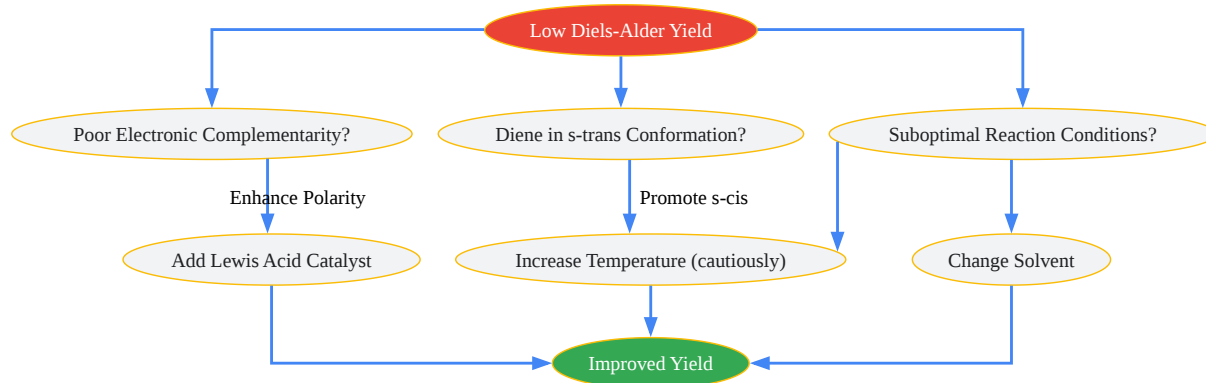 Low Diels-Alder Yield
Poor Electronic Complementarity?
Diene in s-trans Conformation?
Suboptimal Reaction Conditions?
Enhance Polarity
Promote s-cis
Add Lewis Acid Catalyst
Increase Temperature (cautiously)
Change Solvent
Improved Yield